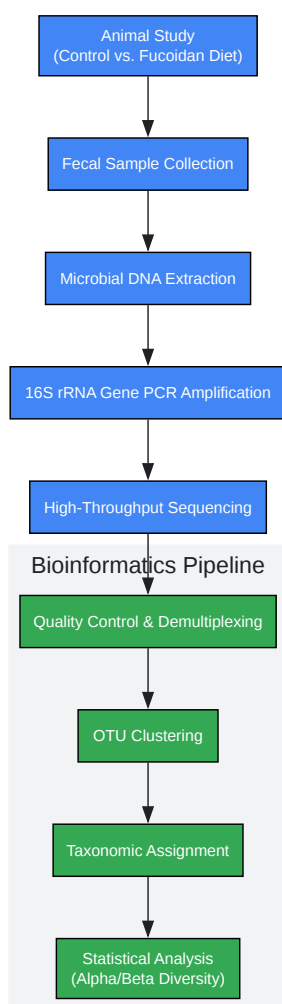 Animal Study
(Control vs. Fucoidan Diet)
Fecal Sample Collection
Microbial DNA Extraction
16S rRNA Gene PCR Amplification
High-Throughput Sequencing
Bioinformatics Pipeline
Quality Control & Demultiplexing
OTU Clustering
Taxonomic Assignment
Statistical Analysis
(Alpha/Beta Diversity)